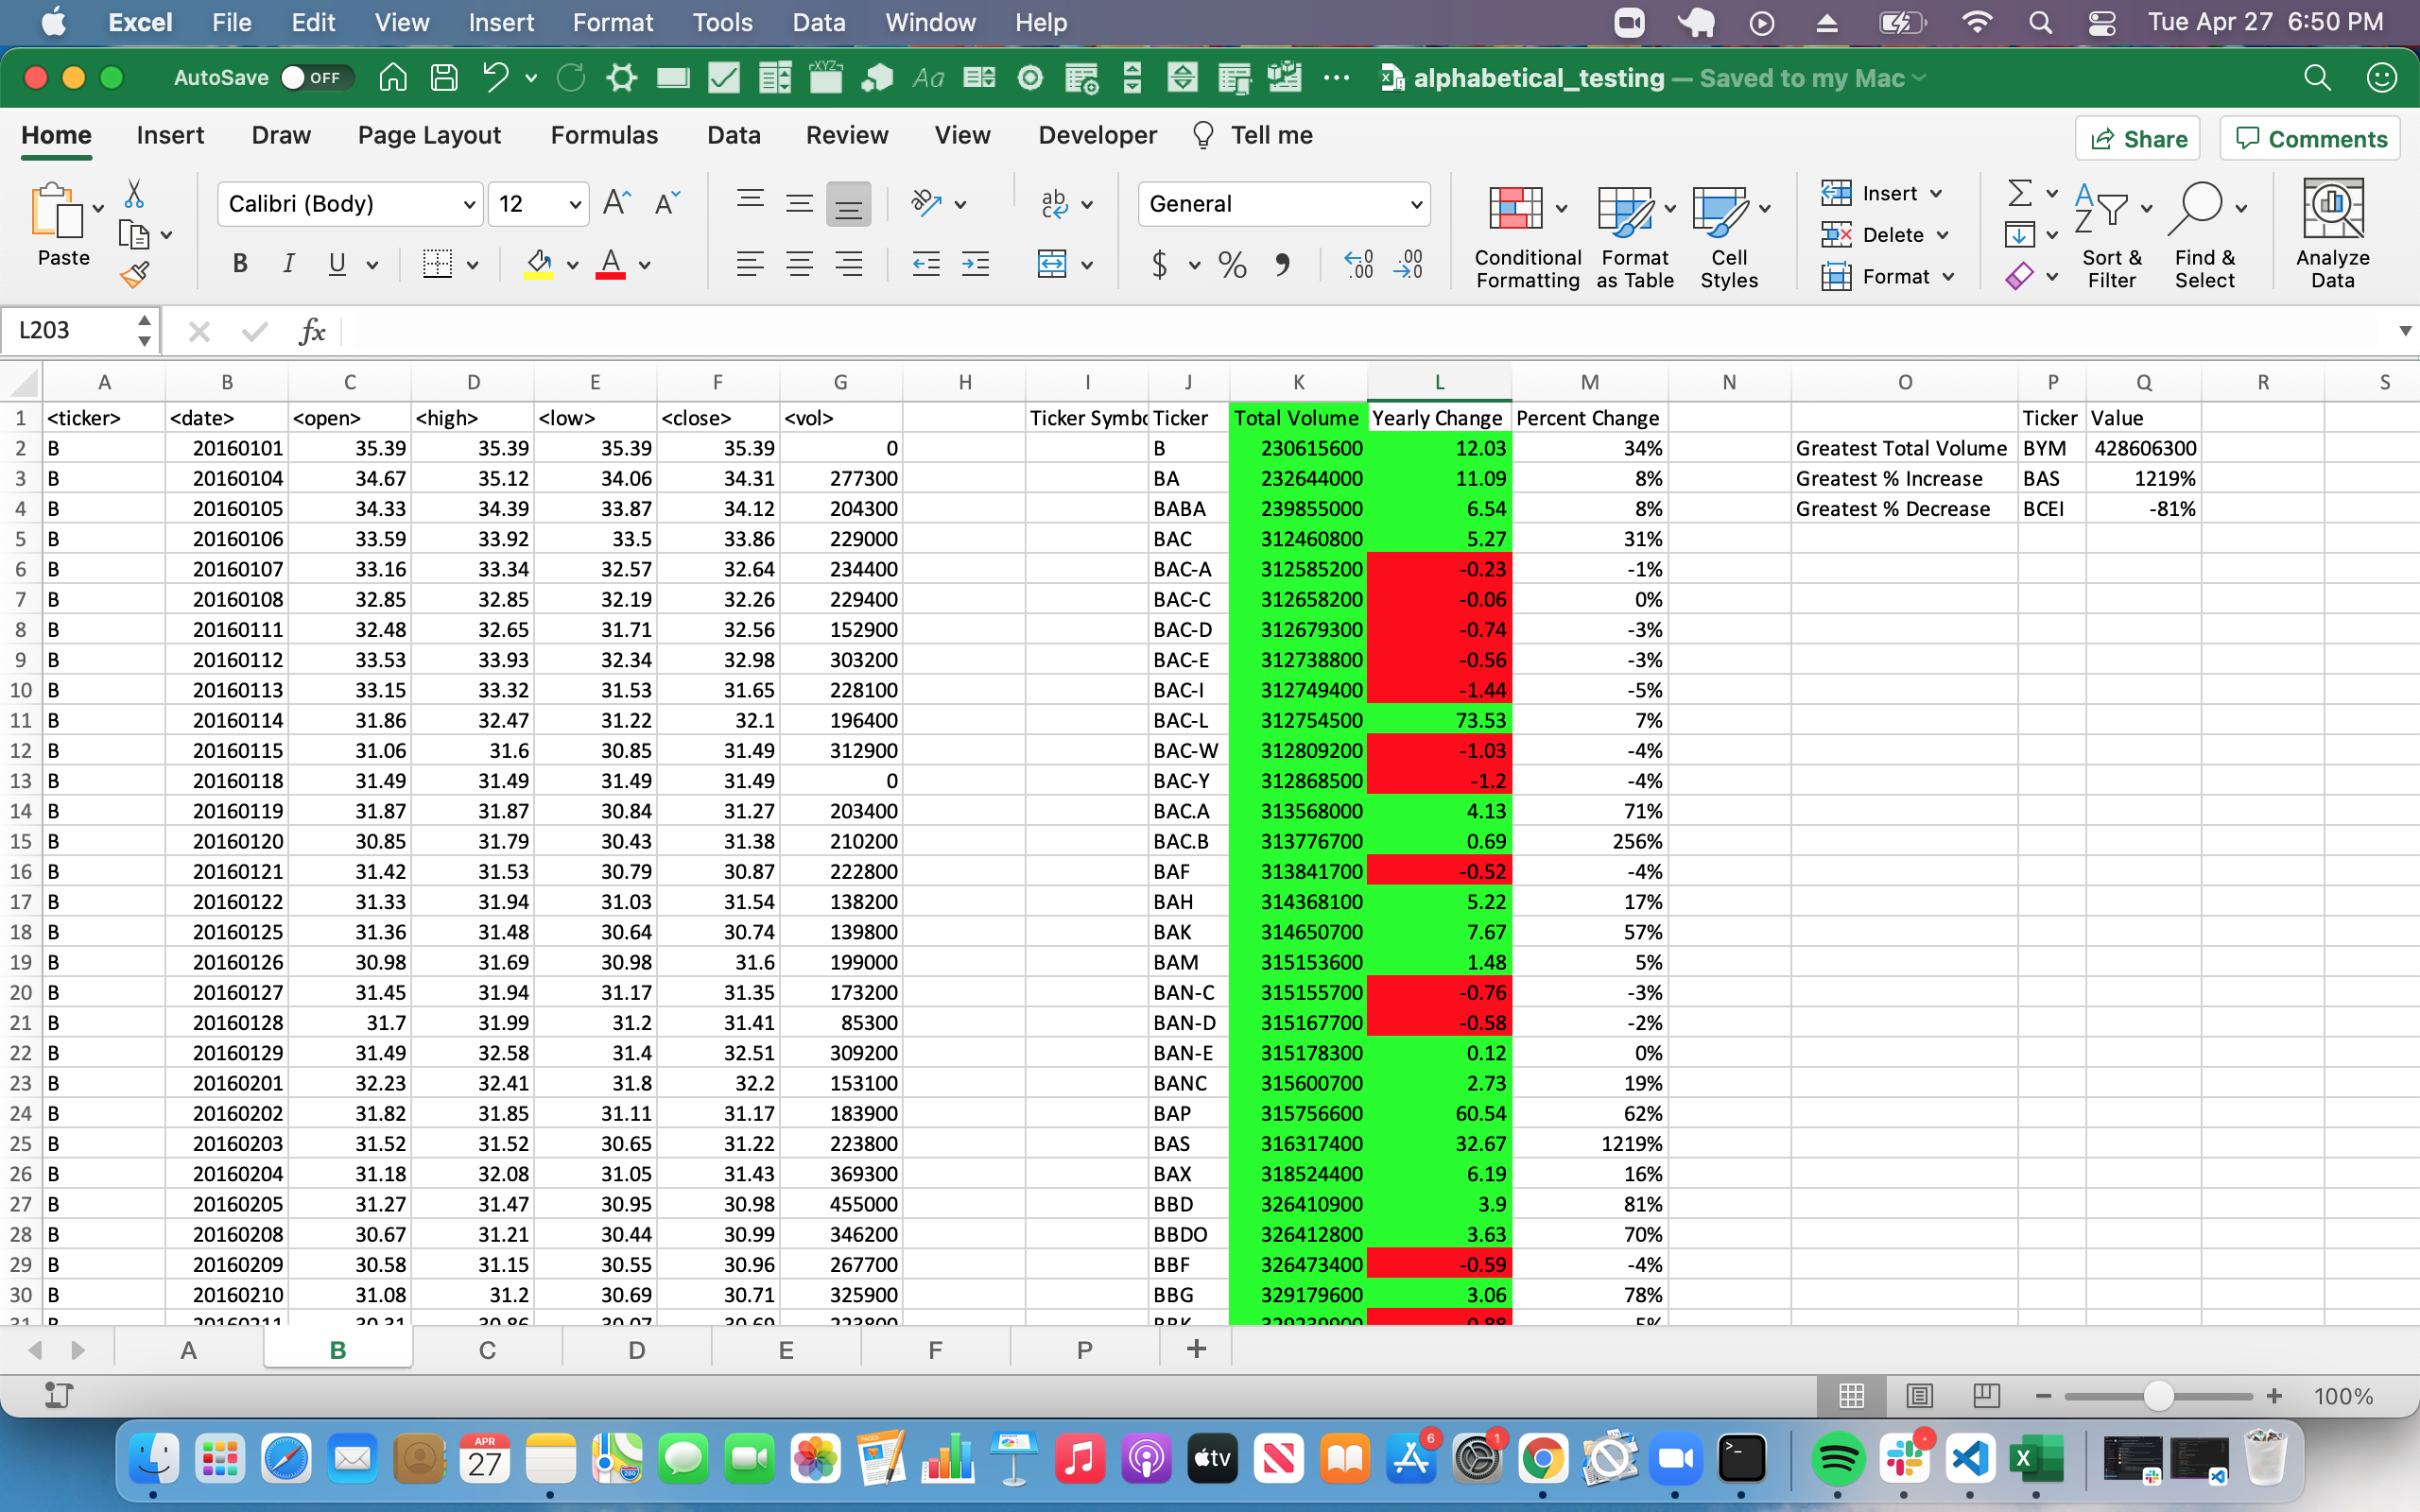 Excel File Edit View Insert Format Tools Data Window Help Tue Apr 27 6:50 PM
AutoSave OFF alphabetical_testing — Saved to my Mac
Home Insert Draw Page Layout Formulas Data Review View Developer Tell me Share Comments
Paste Calibri (Body) 12 General Conditional Formatting Format as Table Cell Styles Insert Delete Format Sort & Filter Find & Select Analyze Data
L203 fx
A B C D E F G H I J K L M N O P Q R S
1 <ticker> <date> <open> <high> <low> <close> <vol> Ticker Symbo Ticker Total Volume Yearly Change Percent Change Ticker Value
2 B 20160101 35.39 35.39 35.39 35.39 0 B 230615600 12.03 34% Greatest Total Volume BYM 428606300
3 B 20160104 34.67 35.12 34.06 34.31 277300 BA 232644000 11.09 8% Greatest % Increase BAS 1219%
4 B 20160105 34.33 34.39 33.87 34.12 204300 BABA 239855000 6.54 8% Greatest % Decrease BCEI -81%
5 B 20160106 33.59 33.92 33.5 33.86 229000 BAC 312460800 5.27 31%
6 B 20160107 33.16 33.34 32.57 32.64 234400 BAC-A 312585200 -0.23 -1%
7 B 20160108 32.85 32.85 32.19 32.26 229400 BAC-C 312658200 -0.06 0%
8 B 20160111 32.48 32.65 31.71 32.56 152900 BAC-D 312679300 -0.74 -3%
9 B 20160112 33.53 33.93 32.34 32.98 303200 BAC-E 312738800 -0.56 -3%
10 B 20160113 33.15 33.32 31.53 31.65 228100 BAC-I 312749400 -1.44 -5%
11 B 20160114 31.86 32.47 31.22 32.1 196400 BAC-L 312754500 73.53 7%
12 B 20160115 31.06 31.6 30.85 31.49 312900 BAC-W 312809200 -1.03 -4%
13 B 20160118 31.49 31.49 31.49 31.49 0 BAC-Y 312868500 -1.2 -4%
14 B 20160119 31.87 31.87 30.84 31.27 203400 BAC.A 313568000 4.13 71%
15 B 20160120 30.85 31.79 30.43 31.38 210200 BAC.B 313776700 0.69 256%
16 B 20160121 31.42 31.53 30.79 30.87 222800 BAF 313841700 -0.52 -4%
17 B 20160122 31.33 31.94 31.03 31.54 138200 BAH 314368100 5.22 17%
18 B 20160125 31.36 31.48 30.64 30.74 139800 BAK 314650700 7.67 57%
19 B 20160126 30.98 31.69 30.98 31.6 199000 BAM 315153600 1.48 5%
20 B 20160127 31.45 31.94 31.17 31.35 173200 BAN-C 315155700 -0.76 -3%
21 B 20160128 31.7 31.99 31.2 31.41 85300 BAN-D 315167700 -0.58 -2%
22 B 20160129 31.49 32.58 31.4 32.51 309200 BAN-E 315178300 0.12 0%
23 B 20160201 32.23 32.41 31.8 32.2 153100 BANC 315600700 2.73 19%
24 B 20160202 31.82 31.85 31.11 31.17 183900 BAP 315756600 60.54 62%
25 B 20160203 31.52 31.52 30.65 31.22 223800 BAS 316317400 32.67 1219%
26 B 20160204 31.18 32.08 31.05 31.43 369300 BAX 318524400 6.19 16%
27 B 20160205 31.27 31.47 30.95 30.98 455000 BBD 326410900 3.9 81%
28 B 20160208 30.67 31.21 30.44 30.99 346200 BBDO 326412800 3.63 70%
29 B 20160209 30.58 31.15 30.55 30.96 267700 BBF 326473400 -0.59 -4%
30 B 20160210 31.08 31.2 30.69 30.71 325900 BBG 329179600 3.06 78%
A B C D E F P +
100%
APR 27 280 tv 6 1